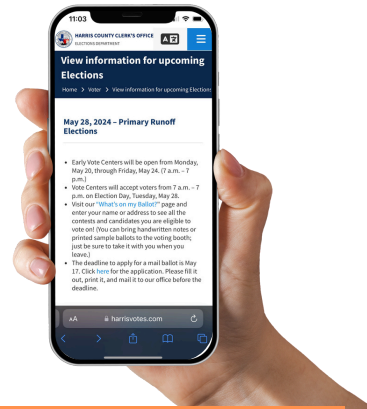 11:03
HARRIS COUNTY CLERK'S OFFICE
ELECTIONS DEPARTMENT
View information for upcoming
Elections
Home > Voter > View information for upcoming Elections
May 28, 2024 – Primary Runoff
Elections
• Early Vote Centers will be open from Monday,
May 20, through Friday, May 24. (7 a.m. – 7
p.m.)
• Vote Centers will accept voters from 7 a.m. – 7
p.m. on Election Day, Tuesday, May 28.
• Visit our "What's on my Ballot?" page and
enter your name or address to see all the
contests and candidates you are eligible to
vote on! (You can bring handwritten notes or
printed sample ballots to the voting booth;
just be sure to take it with you when you
leave.)
• The deadline to apply for a mail ballot is May
17. Click here for the application. Please fill it
out, print it, and mail it to our office before the
deadline.
AA harrisvotes.com